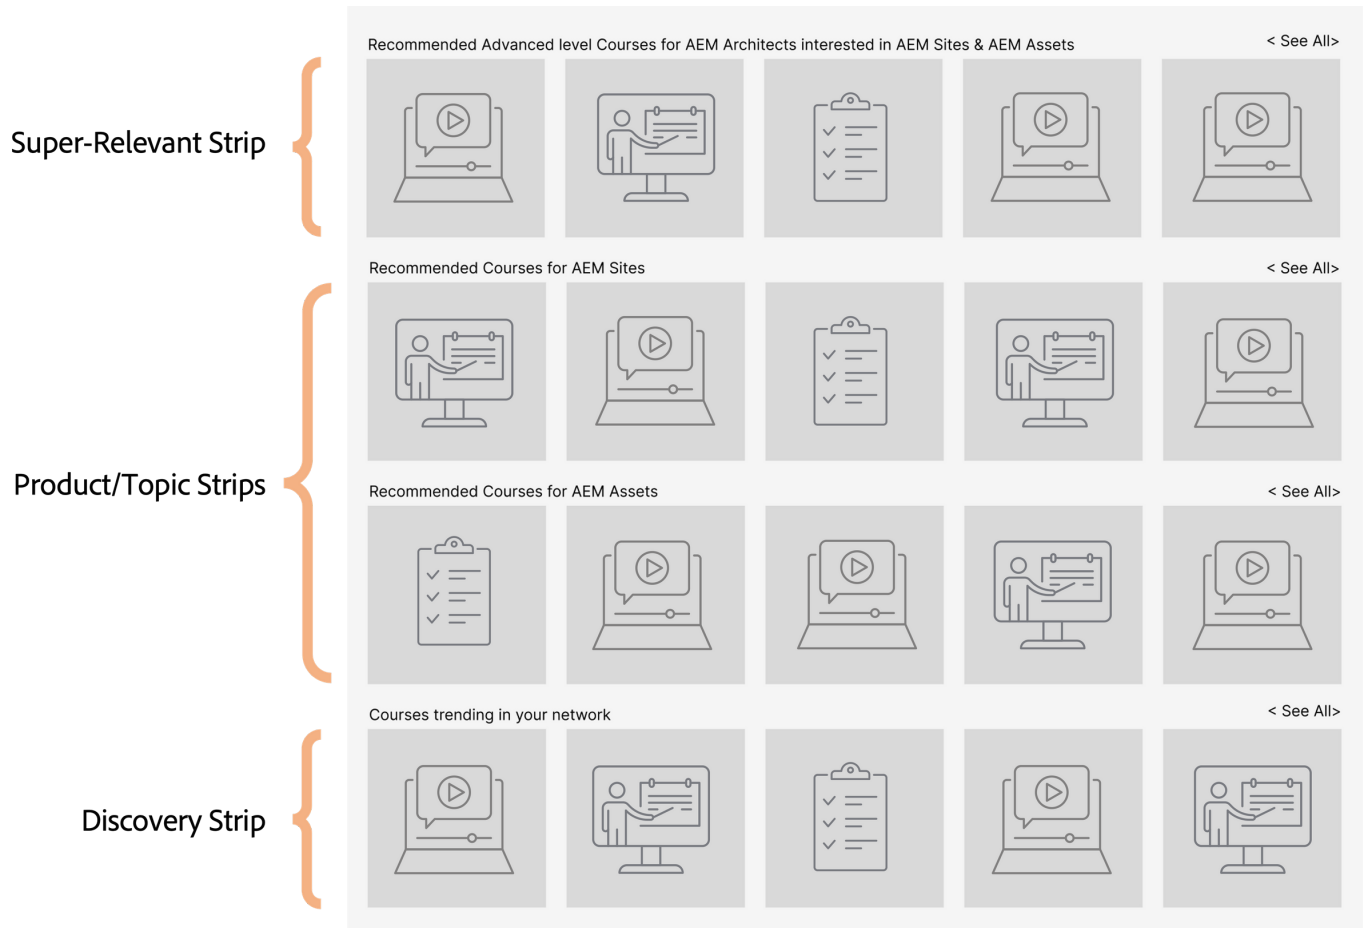 Recommended Advanced level Courses for AEM Architects interested in AEM Sites & AEM Assets
< See All>
Super-Relevant Strip
Recommended Courses for AEM Sites
< See All>
Product/Topic Strips
Recommended Courses for AEM Assets
< See All>
Courses trending in your network
< See All>
Discovery Strip